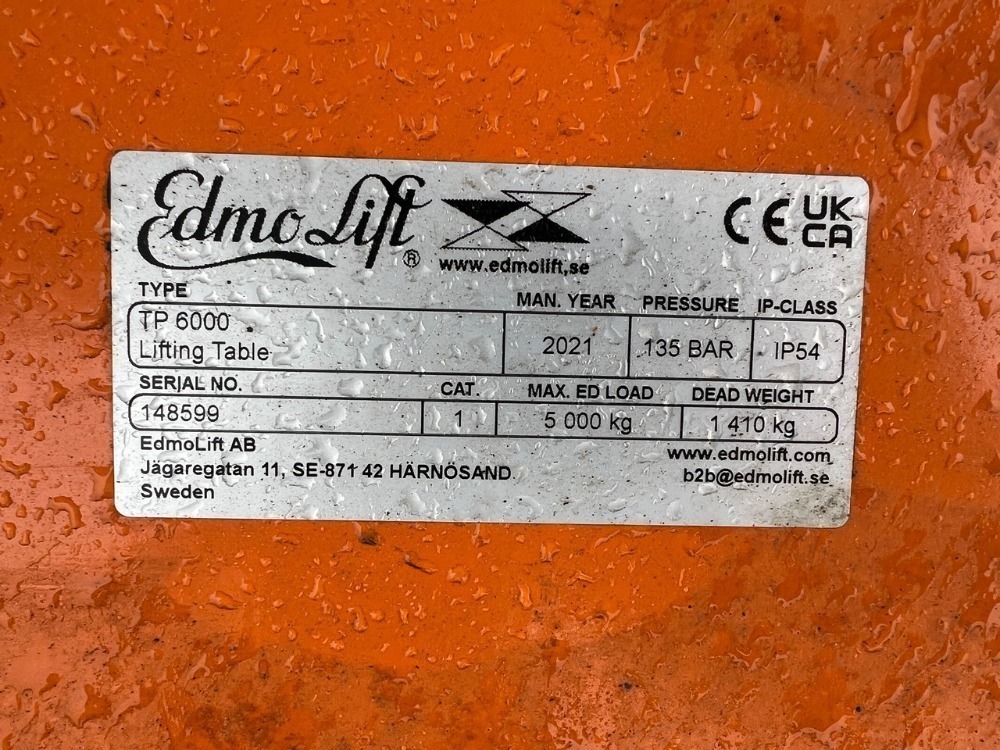 Edmo Lift ®
www.edmolift.se
CE UK CA
TYPE MAN. YEAR PRESSURE IP-CLASS
TP 6000
Lifting Table 2021 135 BAR IP54
SERIAL NO. CAT. MAX. ED LOAD DEAD WEIGHT
148599 1 5 000 kg 1 410 kg
EdmoLift AB www.edmolift.com
Jägaregatan 11, SE-871 42 HÄRNÖSAND b2b@edmolift.se
Sweden